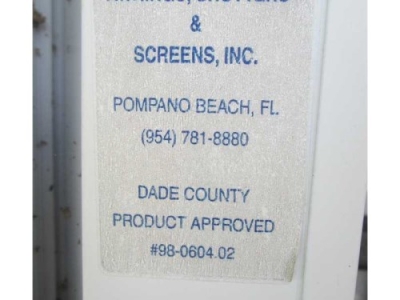 &
SCREENS, INC.
POMPANO BEACH, FL.
(954) 781-8880
DADE COUNTY
PRODUCT APPROVED
#98-0604.02